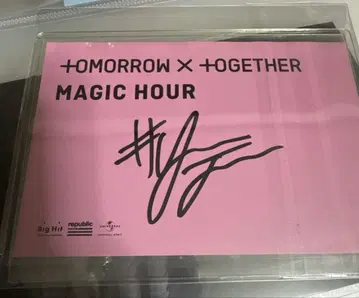 TOMORROW X TOGETHER
MAGIC HOUR
Big Hit republic